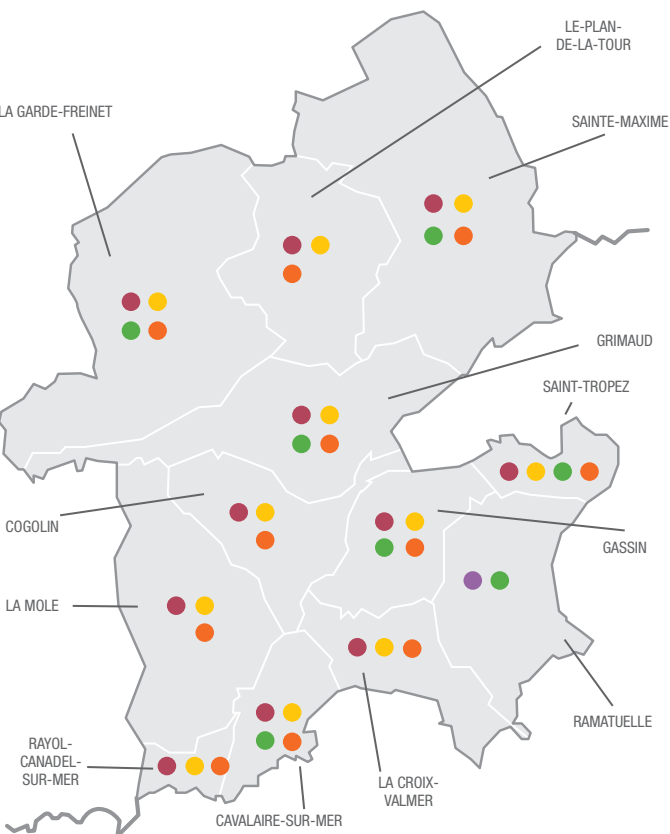 LE-PLAN-
DE-LA-TOUR
LA GARDE-FREINET
SAINTE-MAXIME
GRIMAUD
SAINT-TROPEZ
COGOLIN
GASSIN
LA MOLE
RAMATUELLE
RAYOL-
CANADEL-
SUR-MER
LA CROIX-
VALMER
CAVALAIRE-SUR-MER